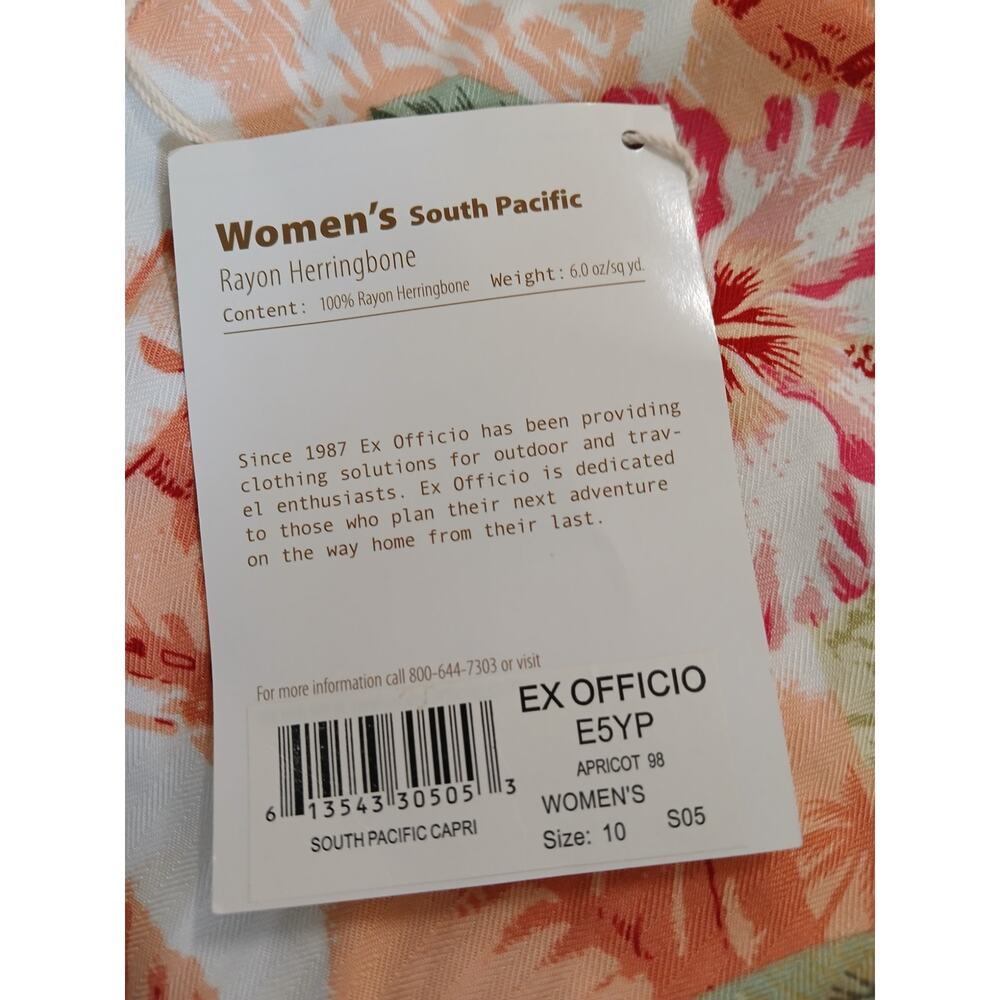 Women's South Pacific
Rayon Herringbone
Content: 100% Rayon Herringbone Weight: 6.0 oz/sq yd.
Since 1987 Ex Officio has been providing
clothing solutions for outdoor and trav-
el enthusiasts. Ex Officio is dedicated
to those who plan their next adventure
on the way home from their last.
For more information call 800-644-7303 or visit
EX OFFICIO
E5YP
APRICOT 98
WOMEN'S
Size: 10 S05
6 13543 30505 3
SOUTH PACIFIC CAPRI